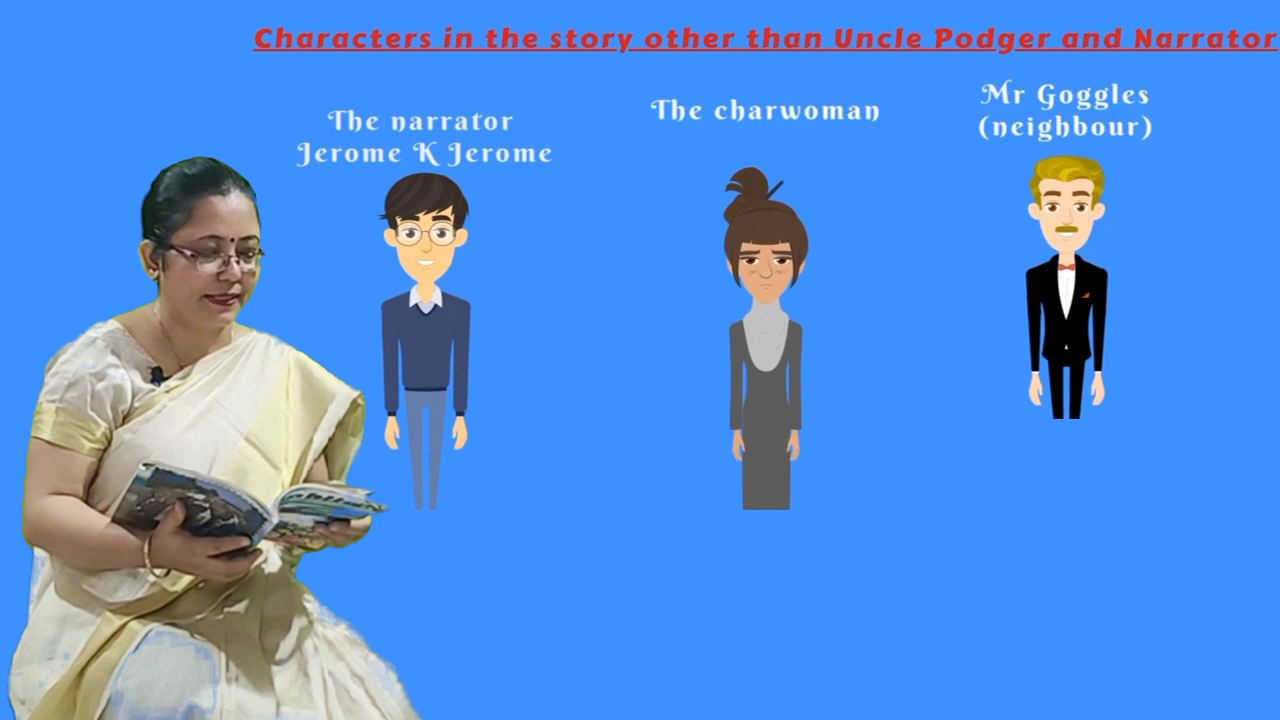 Characters in the story other than Uncle Podger and Narrator
The narrator
Jerome K Jerome
The charwoman
Mr Goggles
(neighbour)